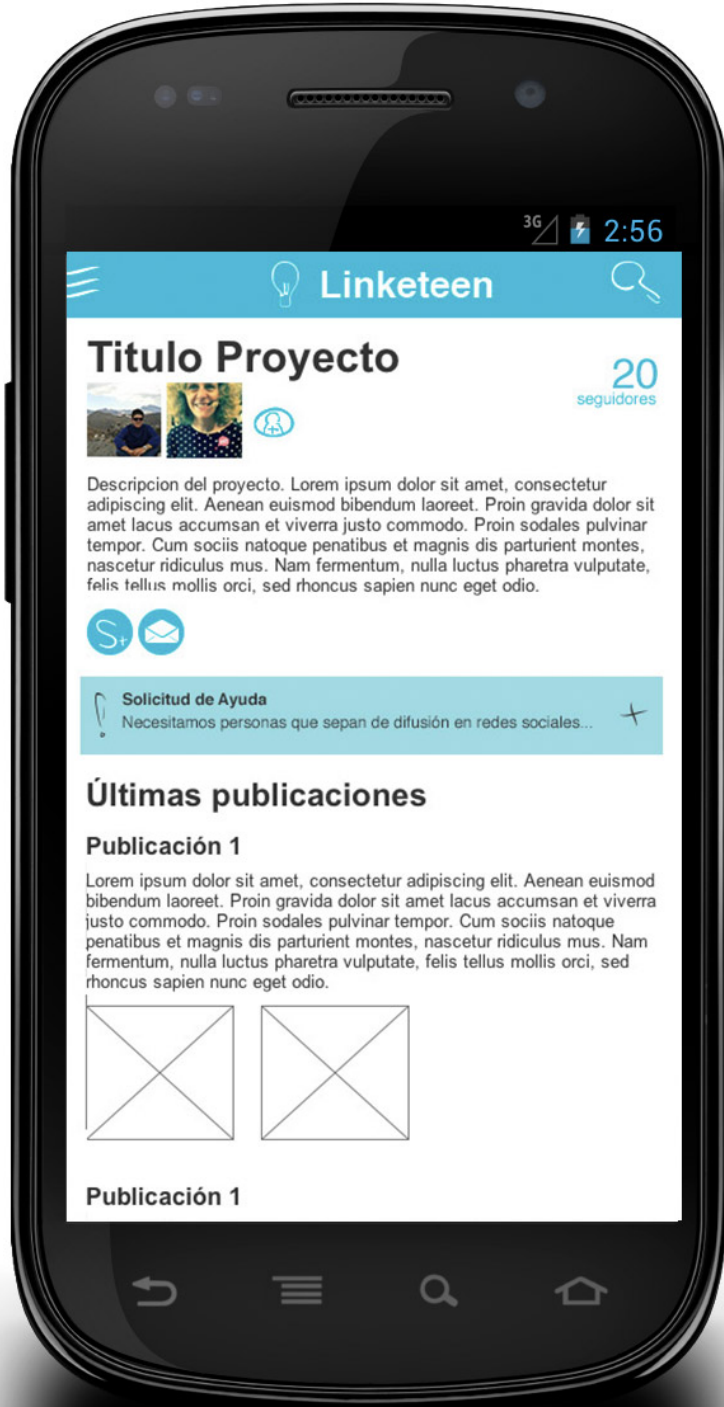 3G 2:56
Linketeen
Titulo Proyecto
20
seguidores
Descripcion del proyecto. Lorem ipsum dolor sit amet, consectetur
adipiscing elit. Aenean euismod bibendum laoreet. Proin gravida dolor sit
amet lacus accumsan et viverra justo commodo. Proin sodales pulvinar
tempor. Cum sociis natoque penatibus et magnis dis parturient montes,
nascetur ridiculus mus. Nam fermentum, nulla luctus pharetra vulputate,
felis tellus mollis orci, sed rhoncus sapien nunc eget odio.
S+
! Solicitud de Ayuda
Necesitamos personas que sepan de difusión en redes sociales... +
Últimas publicaciones
Publicación 1
Lorem ipsum dolor sit amet, consectetur adipiscing elit. Aenean euismod
bibendum laoreet. Proin gravida dolor sit amet lacus accumsan et viverra
justo commodo. Proin sodales pulvinar tempor. Cum sociis natoque
penatibus et magnis dis parturient montes, nascetur ridiculus mus. Nam
fermentum, nulla luctus pharetra vulputate, felis tellus mollis orci, sed
rhoncus sapien nunc eget odio.
Publicación 1